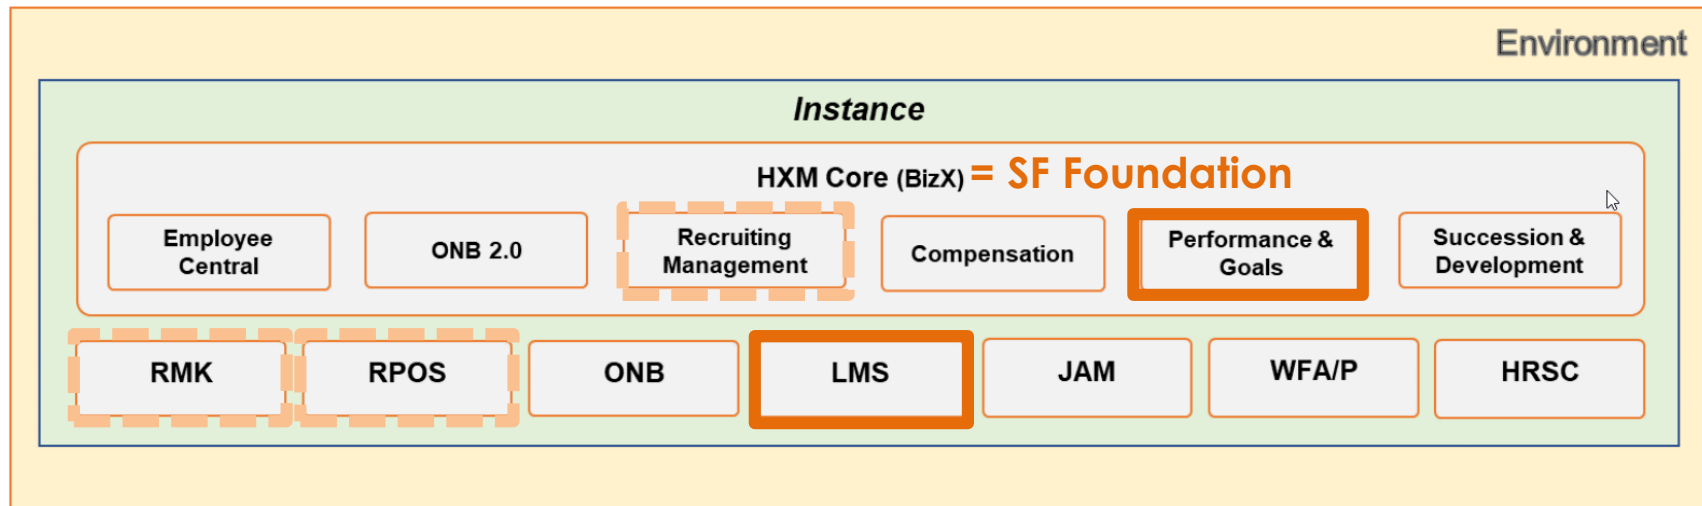 Environment
Instance
HXM Core (BizX) = SF Foundation
Employee
Central
ONB 2.0
Recruiting
Management
Compensation
Performance &
Goals
Succession &
Development
RMK
RPOS
ONB
LMS
JAM
WFA/P
HRSC